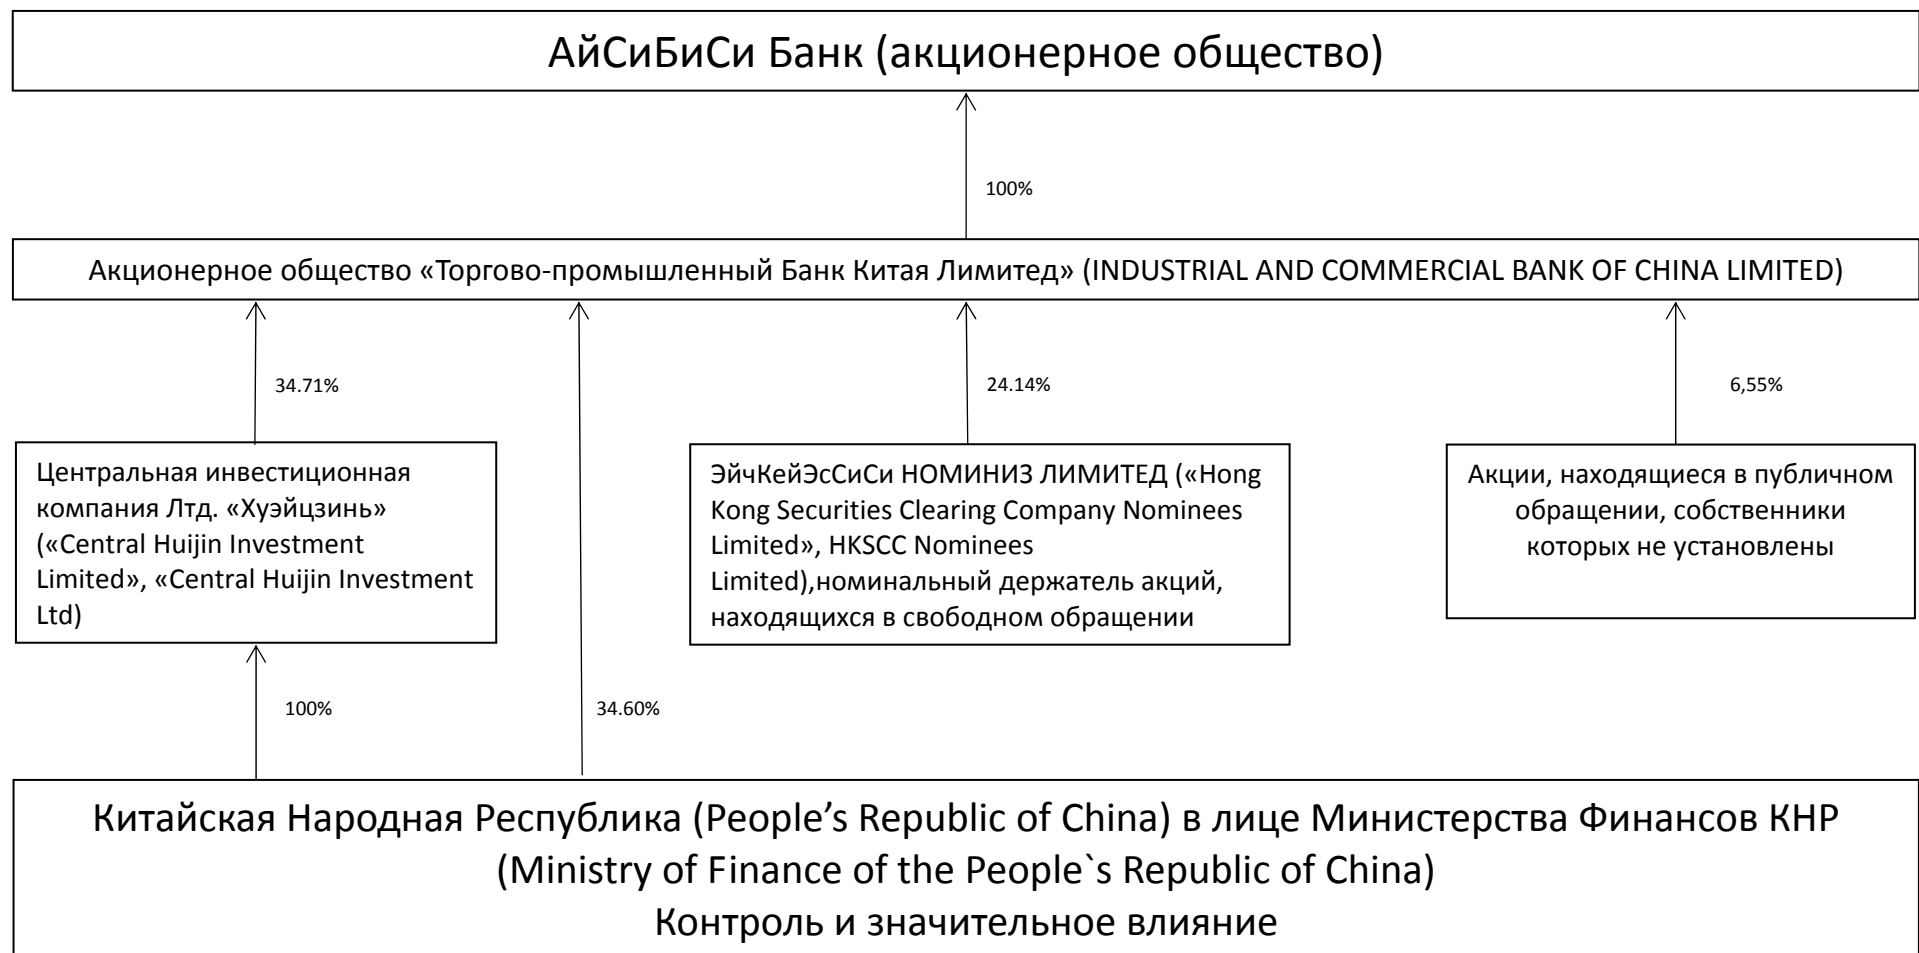 АйСиБиСи Банк (акционерное общество)
100%
Акционерное общество «Торгово-промышленный Банк Китая Лимитед» (INDUSTRIAL AND COMMERCIAL BANK OF CHINA LIMITED)
34.71%
24.14%
6,55%
Центральная инвестиционная
компания Лтд. «Хуэйцзинь»
(«Central Huijin Investment
Limited», «Central Huijin Investment
Ltd)
ЭйчКейЭсСиСи НОМИНИЗ ЛИМИТЕД («Hong
Kong Securities Clearing Company Nominees
Limited», HKSCC Nominees
Limited),номинальный держатель акций,
находящихся в свободном обращении
Акции, находящиеся в публичном
обращении, собственники
которых не установлены
100%
34.60%
Китайская Народная Республика (People’s Republic of China) в лице Министерства Финансов КНР
(Ministry of Finance of the People`s Republic of China)
Контроль и значительное влияние